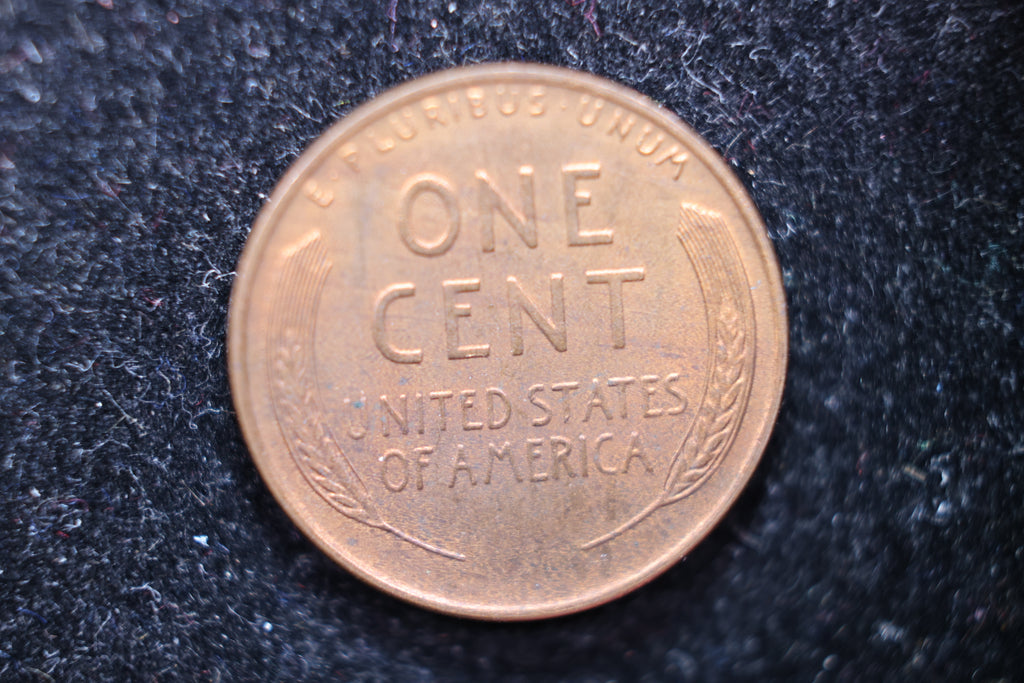 E · PLURIBUS · UNUM
ONE
CENT
UNITED STATES
OF AMERICA